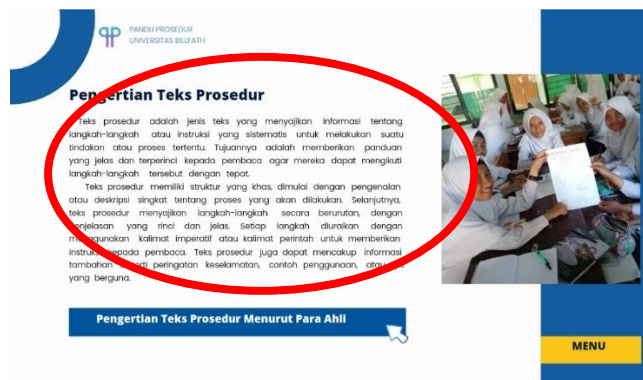 PANDU PROSEDUR
UNIVERSITAS BILLFATH
Pengertian Teks Prosedur
Teks prosedur adalah jenis teks yang menyajikan informasi tentang
langkah-langkah atau instruksi yang sistematis untuk melakukan suatu
tindakan atau proses tertentu. Tujuannya adalah memberikan panduan
yang jelas dan terperinci kepada pembaca agar mereka dapat mengikuti
langkah-langkah tersebut dengan tepat.
Teks prosedur memiliki struktur yang khas, dimulai dengan pengenalan
atau deskripsi singkat tentang proses yang akan dilakukan. Selanjutnya,
teks prosedur menyajikan langkah-langkah secara berurutan, dengan
penjelasan yang rinci dan jelas. Setiap langkah diuraikan dengan
menggunakan kalimat imperatif atau kalimat perintah untuk memberikan
instruksi kepada pembaca. Teks prosedur juga dapat mencakup informasi
tambahan seperti peringatan keselamatan, contoh penggunaan, atau
yang berguna.
Pengertian Teks Prosedur Menurut Para Ahli
MENU